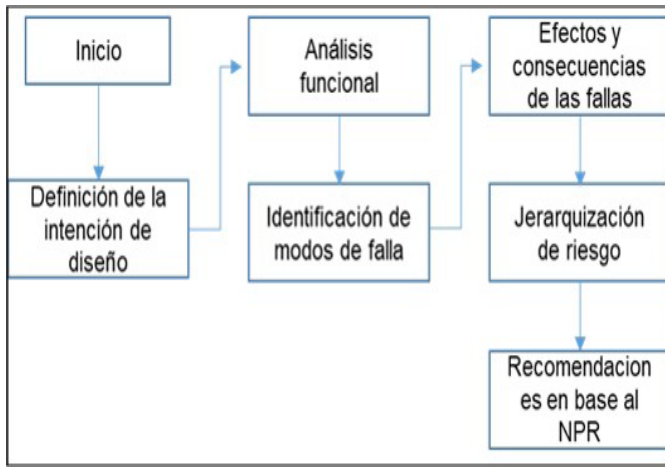 Inicio
Definición de la
intención de
diseño
Análisis
funcional
Identificación de
modos de falla
Efectos y
consecuencias
de las fallas
Jerarquización
de riesgo
Recomendacion
es en base al
NPR